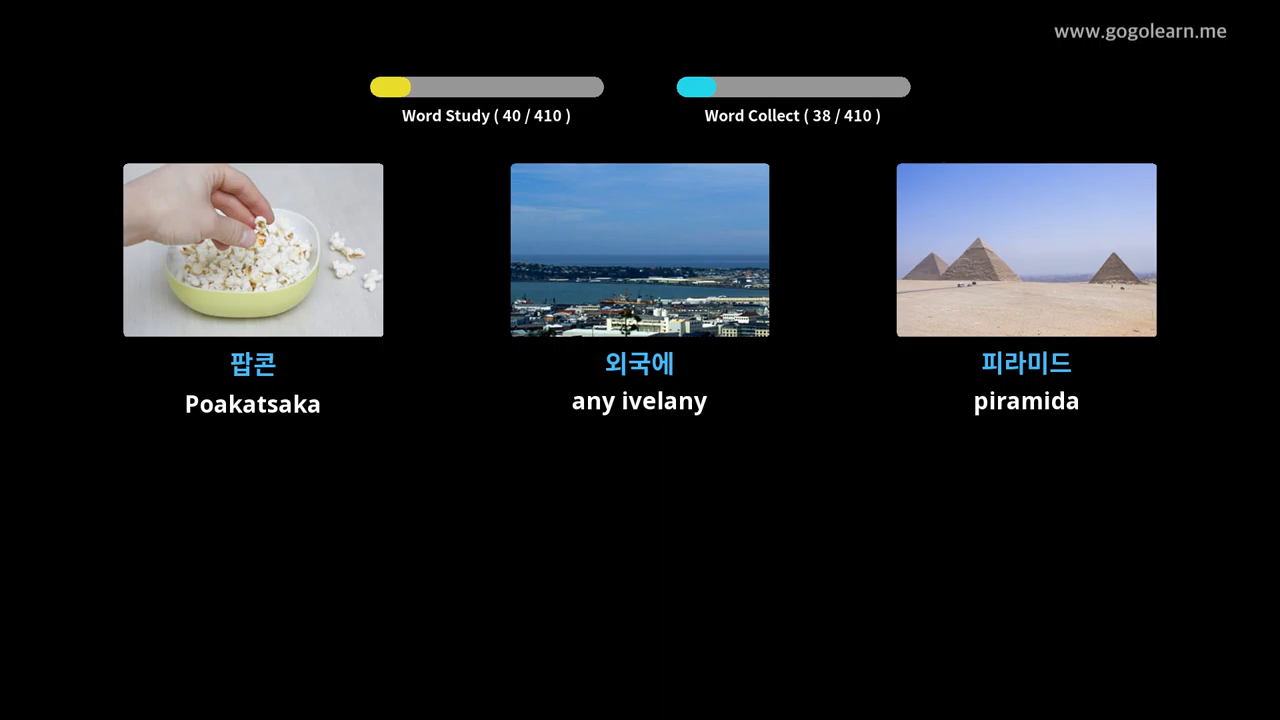 www.gogolearn.me
Word Study ( 40 / 410 )
Word Collect ( 38 / 410 )
팝콘
외국에
피라미드
Poakatsaka
any ivelany
piramida